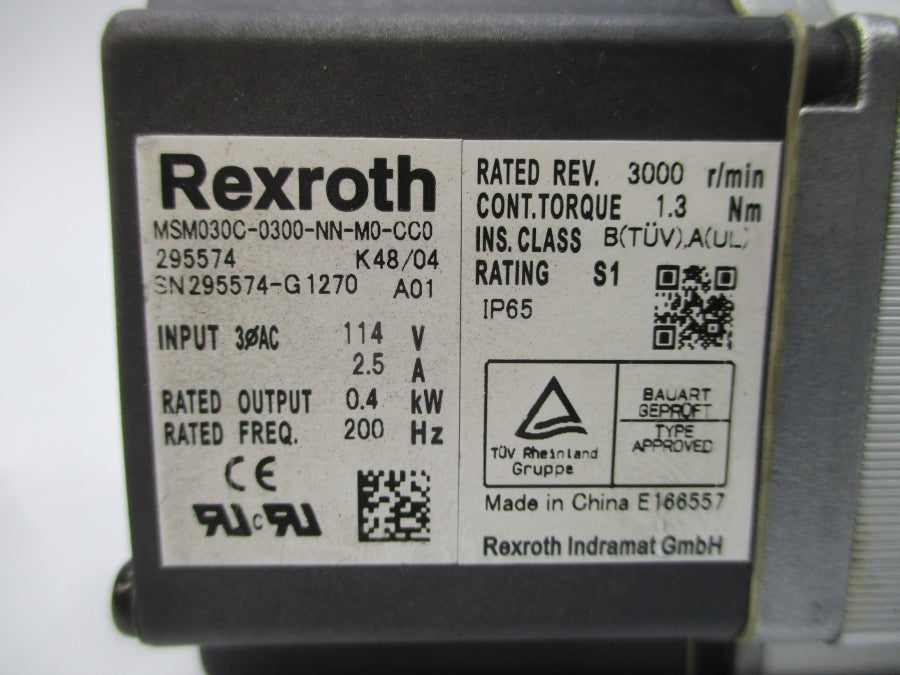 Rexroth
MSM030C-0300-NN-M0-CC0
295574 K48/04
SN295574-G1270 A01
INPUT 3ØAC 114 V
2.5 A
RATED OUTPUT 0.4 kW
RATED FREQ. 200 Hz
CE
RU c RU
RATED REV. 3000 r/min
CONT.TORQUE 1.3 Nm
INS.CLASS B(TÜV),A(UL)
RATING S1
IP65
TÜV Rheinland
Gruppe
BAUART
GEPRÜFT
TYPE
APPROVED
Made in China E166557
Rexroth Indramat GmbH